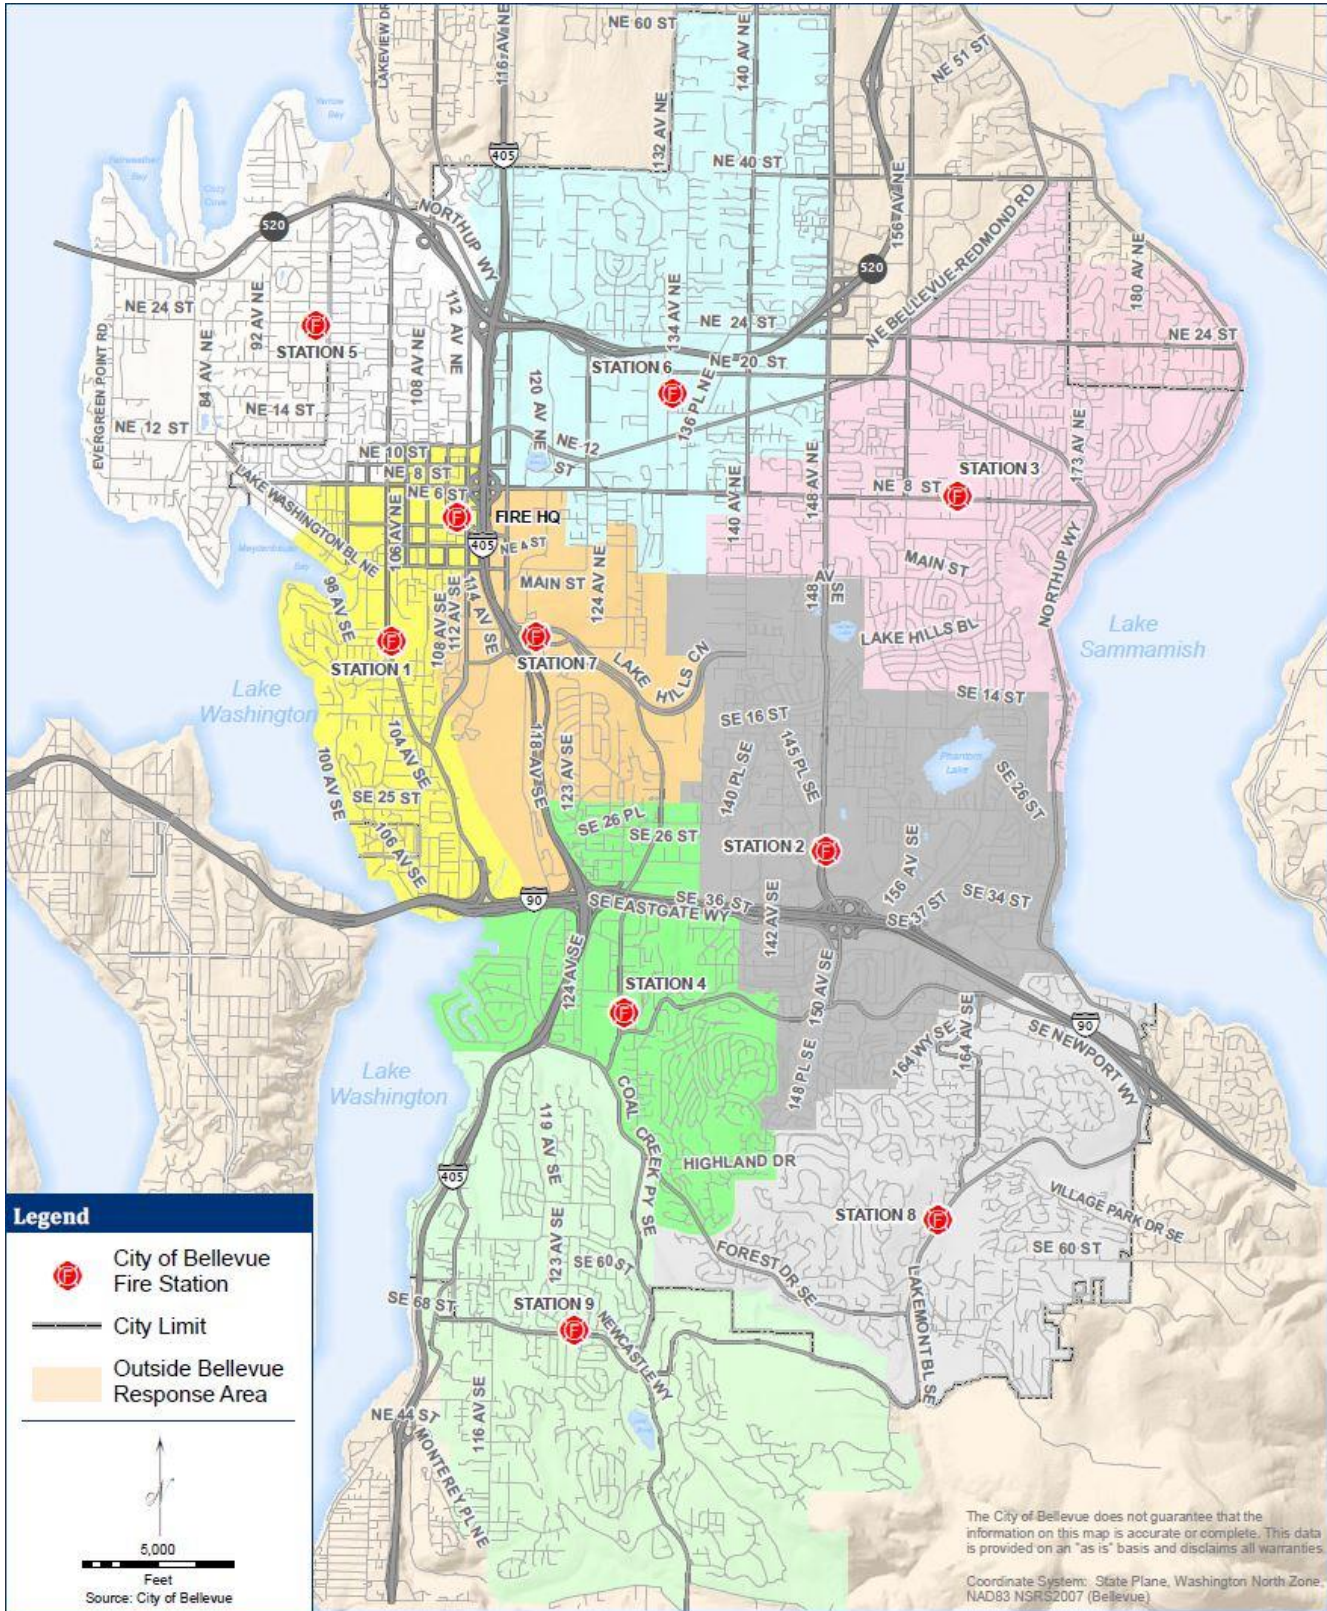 NE 60 ST
LAKEVIEW DR
116 AV NE
132 AV NE
140 AV NE
NE 51 ST
Yarrow
Bay
405
Fairweather
Bay
Cozy
Cove
NE 40 ST
156 AV NE
520
NORTHUP WY
520
NE BELLEVUE-REDMOND RD
180 AV NE
NE 24 ST
92 AV NE
STATION 5
84 AV NE
EVERGREEN POINT RD
108 AV NE
112 AV NE
134 AV NE
NE 24 ST
NE 24 ST
NE 20 ST
STATION 6
136 PL NE
120 AV NE
NE 14 ST
NE 12 ST
NE 12
ST
NE 10 ST
NE 8 ST
NE 6 ST
LAKE WASHINGTON BL NE
106 AV NE
FIRE HQ
405
NE 4 ST
140 AV NE
148 AV NE
STATION 3
NE 8 ST
173 AV NE
NORTHUP WY
Meydenbauer
Bay
98 AV SE
MAIN ST
124 AV NE
MAIN ST
148 AV
SE
LAKE HILLS BL
STATION 1
108 AV SE
112 AV SE
114 AV SE
STATION 7
LAKE HILLS CN
Lake
Sammamish
Lake
Washington
SE 14 ST
SE 16 ST
140 PL SE
145 PL SE
Phantom
Lake
SE 26 ST
104 AV SE
100 AV SE
118 AV SE
123 AV SE
SE 25 ST
106 AV SE
SE 26 PL
SE 26 ST
STATION 2
156 AV SE
SE 34 ST
90
SE 36 ST
SE EASTGATE WY
142 AV SE
SE 37 ST
124 AV SE
STATION 4
150 AV SE
148 PL SE
164 WY SE
164 AV SE
90
SE NEWPORT WY
Lake
Washington
119 AV SE
COAL CREEK PY SE
HIGHLAND DR
405
123 AV SE
STATION 8
VILLAGE PARK DR SE
SE 60 ST
SE 60 ST
FOREST DR SE
LAKEMONT BL SE
SE 68 ST
STATION 9
NEWCASTLE WY
116 AV SE
NE 44 ST
MONTEREY PL NE
Legend
City of Bellevue
Fire Station
City Limit
Outside Bellevue
Response Area
5,000
Feet
Source: City of Bellevue
The City of Bellevue does not guarantee that the
information on this map is accurate or complete. This data
is provided on an "as is" basis and disclaims all warranties.
Coordinate System: State Plane, Washington North Zone,
NAD83 NSRS2007 (Bellevue)